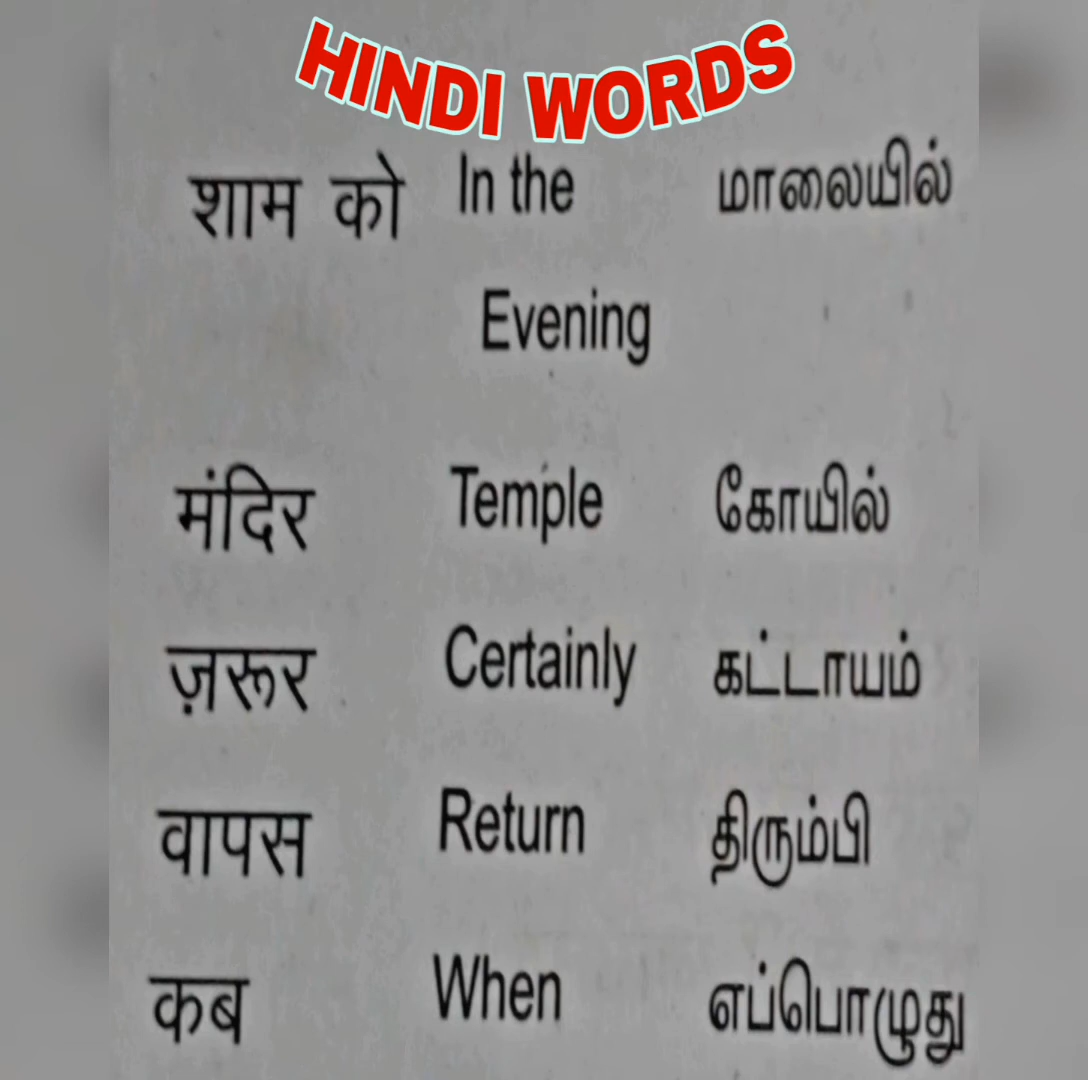 HINDI WORDS
शाम को In the மாலையில்
Evening
मंदिर Temple கோயில்
ज़रूर Certainly கட்டாயம்
वापस Return திரும்பி
कब When எப்பொழுது